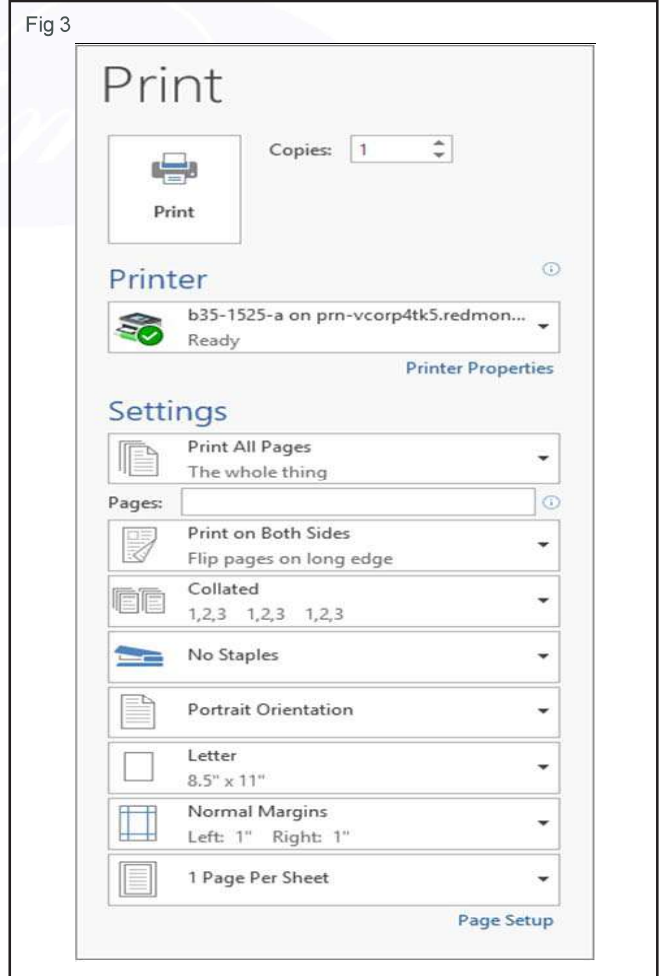 Fig 3
Print
Copies: 1
Print
Printer
b35-1525-a on prn-vcorp4tk5.redmon...
Ready
Printer Properties
Settings
Print All Pages
The whole thing
Pages:
Print on Both Sides
Flip pages on long edge
Collated
1,2,3 1,2,3 1,2,3
No Staples
Portrait Orientation
Letter
8.5" x 11"
Normal Margins
Left: 1" Right: 1"
1 Page Per Sheet
Page Setup